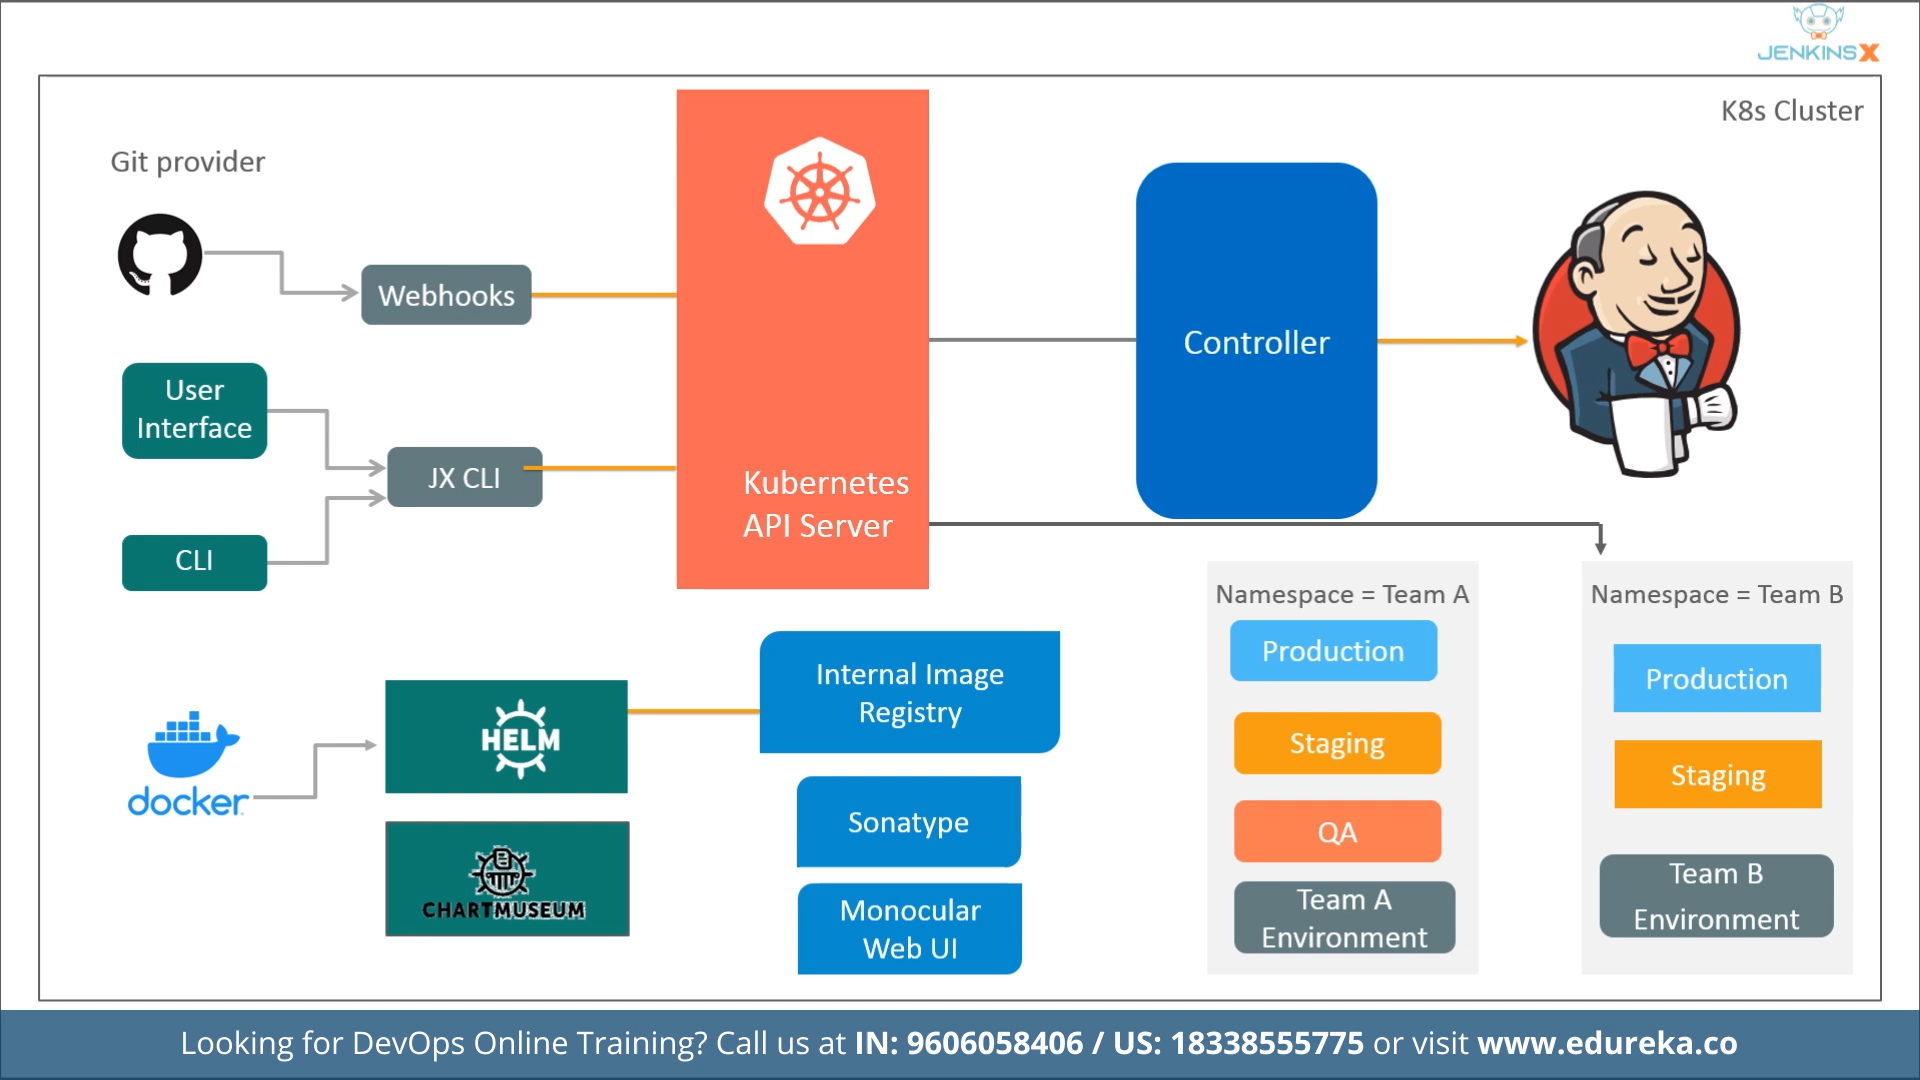 JENKINSX
K8s Cluster
Git provider
Webhooks
User
Interface
JX CLI
CLI
Kubernetes
API Server
Controller
docker
HELM
CHARTMUSEUM
Internal Image
Registry
Sonatype
Monocular
Web UI
Namespace = Team A
Production
Staging
QA
Team A
Environment
Namespace = Team B
Production
Staging
Team B
Environment
Looking for DevOps Online Training? Call us at IN: 9606058406 / US: 18338555775 or visit www.edureka.co